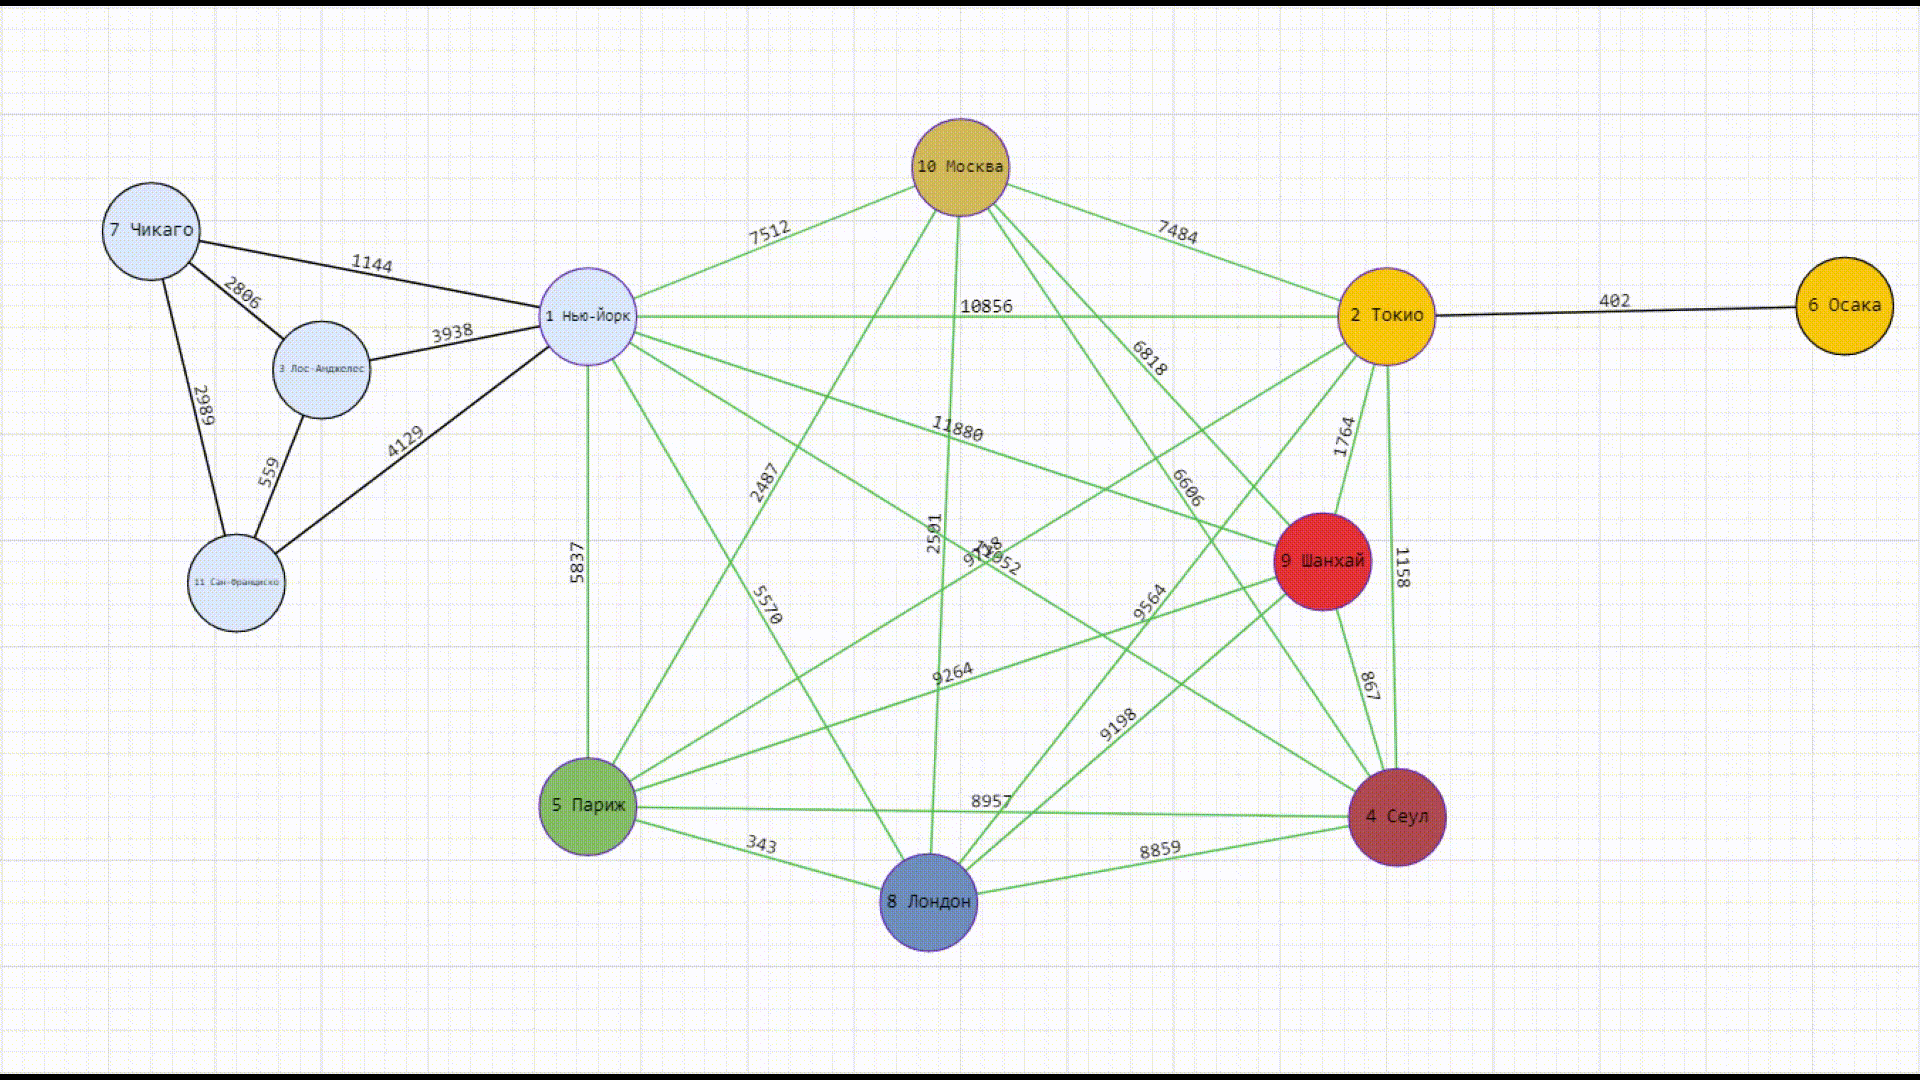 10 Москва
7 Чикаго
7512
7484
1144
2806
402
6 Осака
10856
1 Нью-Йорк
2 Токио
3938
6818
3 Лос-Анджелес
2989
11880
1764
4129
559
2487
6606
2501
5837
1158
9 Шанхай
11 Сан-Франциско
5570
9564
9264
867
9198
8957
5 Париж
4 Сеул
343
8859
8 Лондон